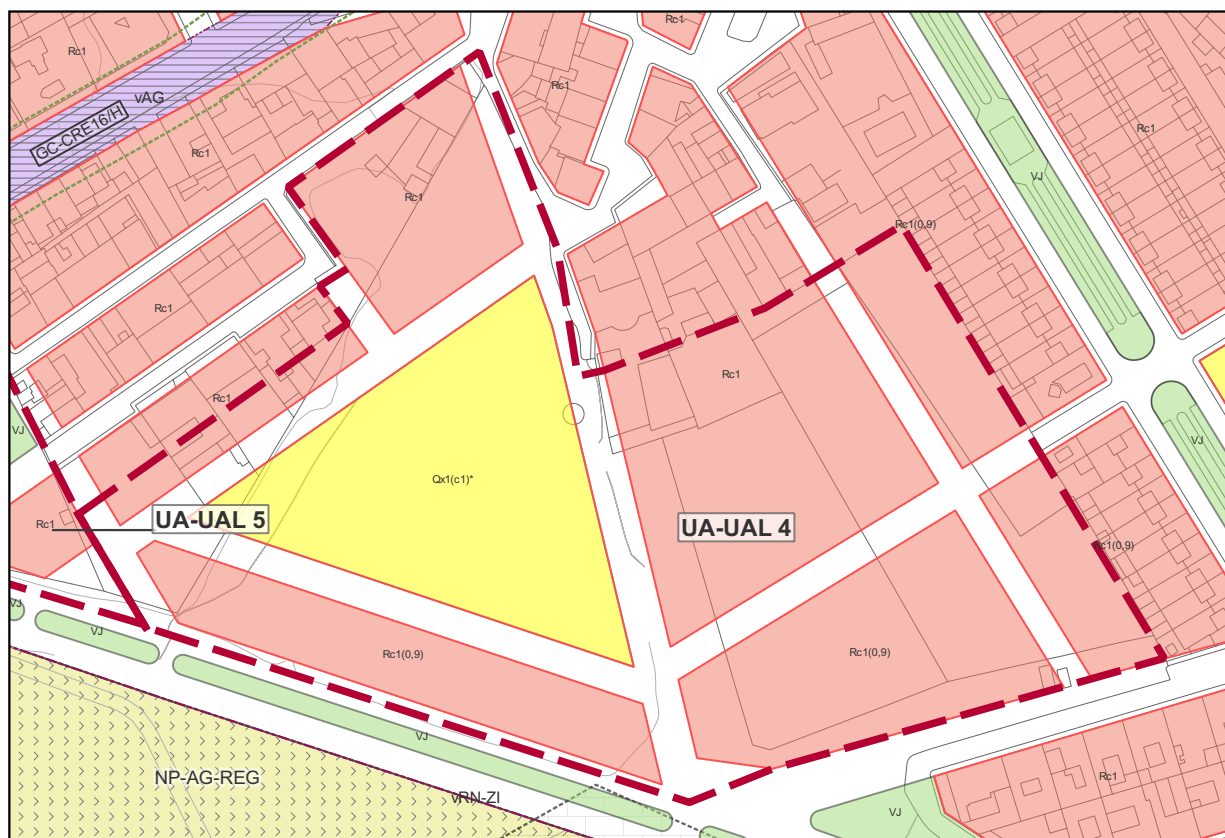 Rc1
Rc1
vAG
Rc1
GC-CRE16/H
Rc1
Rc1
Rc1
VJ
Rc1
Rc1(0,9)
Rc1
Rc1
Rc1
VJ
VJ
Qx1(c1)*
UA-UAL 5
Rc1
UA-UAL 4
Rc1(0,9)
VJ
VJ
Rc1(0,9)
Rc1(0,9)
VJ
NP-AG-REG
Rc1
vRN-ZI
VJ